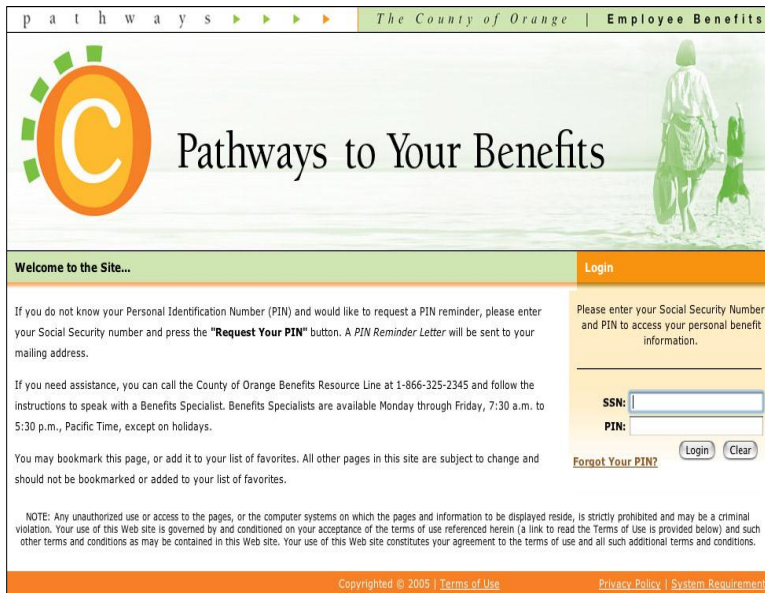 pathways
The County of Orange | Employee Benefits
C
Pathways to Your Benefits
Welcome to the Site...
If you do not know your Personal Identification Number (PIN) and would like to request a PIN reminder, please enter
your Social Security number and press the "Request Your PIN" button. A PIN Reminder Letter will be sent to your
mailing address.
If you need assistance, you can call the County of Orange Benefits Resource Line at 1-866-325-2345 and follow the
instructions to speak with a Benefits Specialist. Benefits Specialists are available Monday through Friday, 7:30 a.m. to
5:30 p.m., Pacific Time, except on holidays.
You may bookmark this page, or add it to your list of favorites. All other pages in this site are subject to change and
should not be bookmarked or added to your list of favorites.
Login
Please enter your Social Security Number
and PIN to access your personal benefit
information.
SSN:
PIN:
Login Clear
Forgot Your PIN?
NOTE: Any unauthorized use or access to the pages, or the computer systems on which the pages and information to be displayed reside, is strictly prohibited and may be a criminal
violation. Your use of this Web site is governed by and conditioned on your acceptance of the terms of use referenced herein (a link to read the Terms of Use is provided below) and such
other terms and conditions as may be contained in this Web site. Your use of this Web site constitutes your agreement to the terms of use and all such additional terms and conditions.
Copyrighted © 2005 | Terms of Use
Privacy Policy | System Requirement